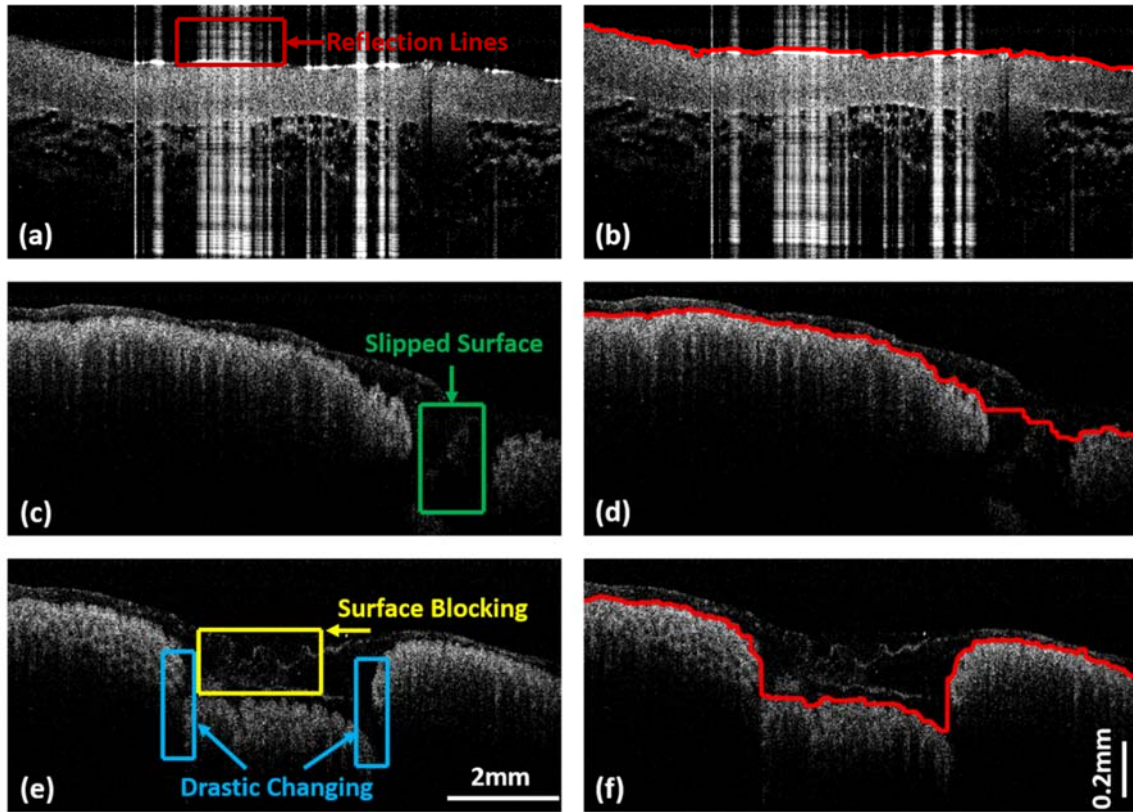 Reflection Lines
(a)
(b)
Slipped Surface
(c)
(d)
Surface Blocking
Drastic Changing
(e)
2mm
(f)
0.2mm